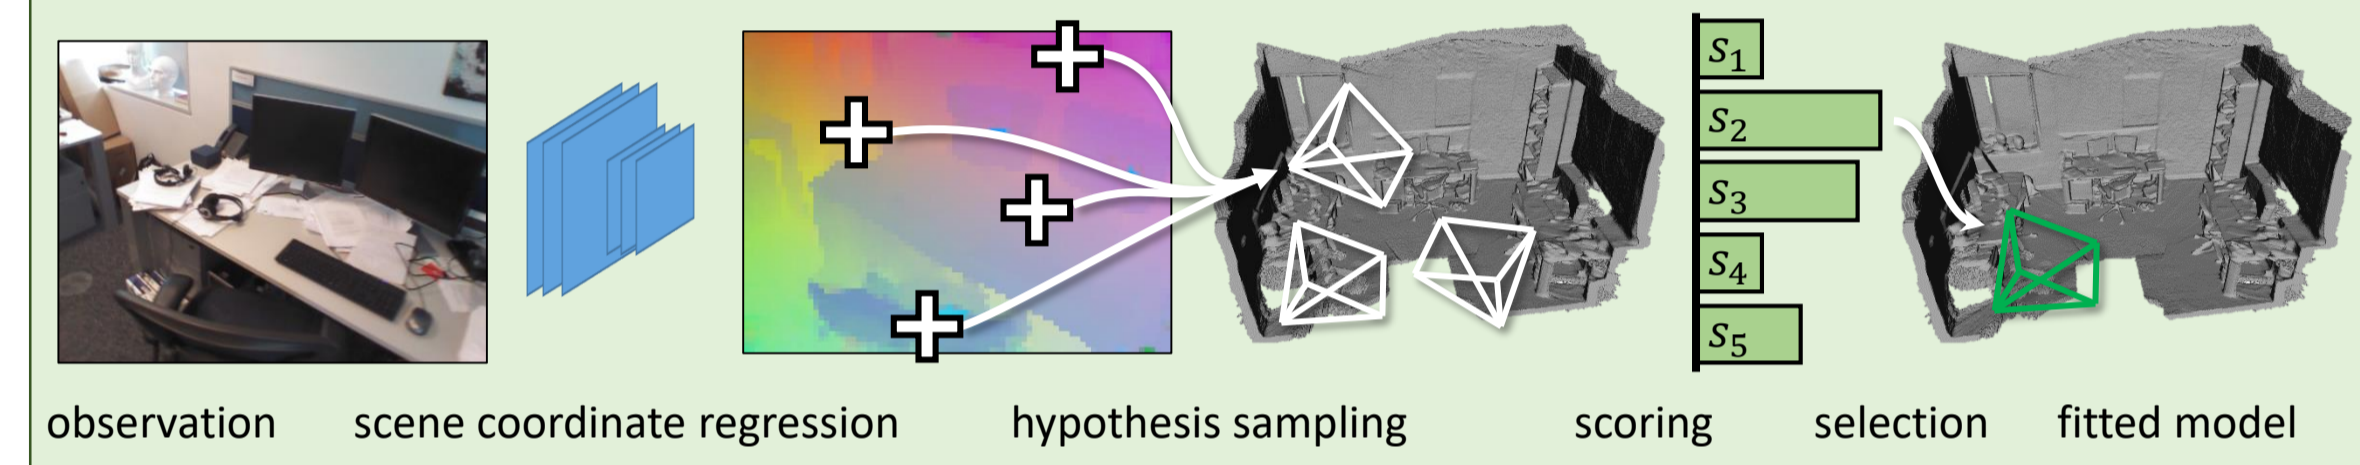 s1
s2
s3
s4
s5
observation scene coordinate regression hypothesis sampling scoring selection fitted model